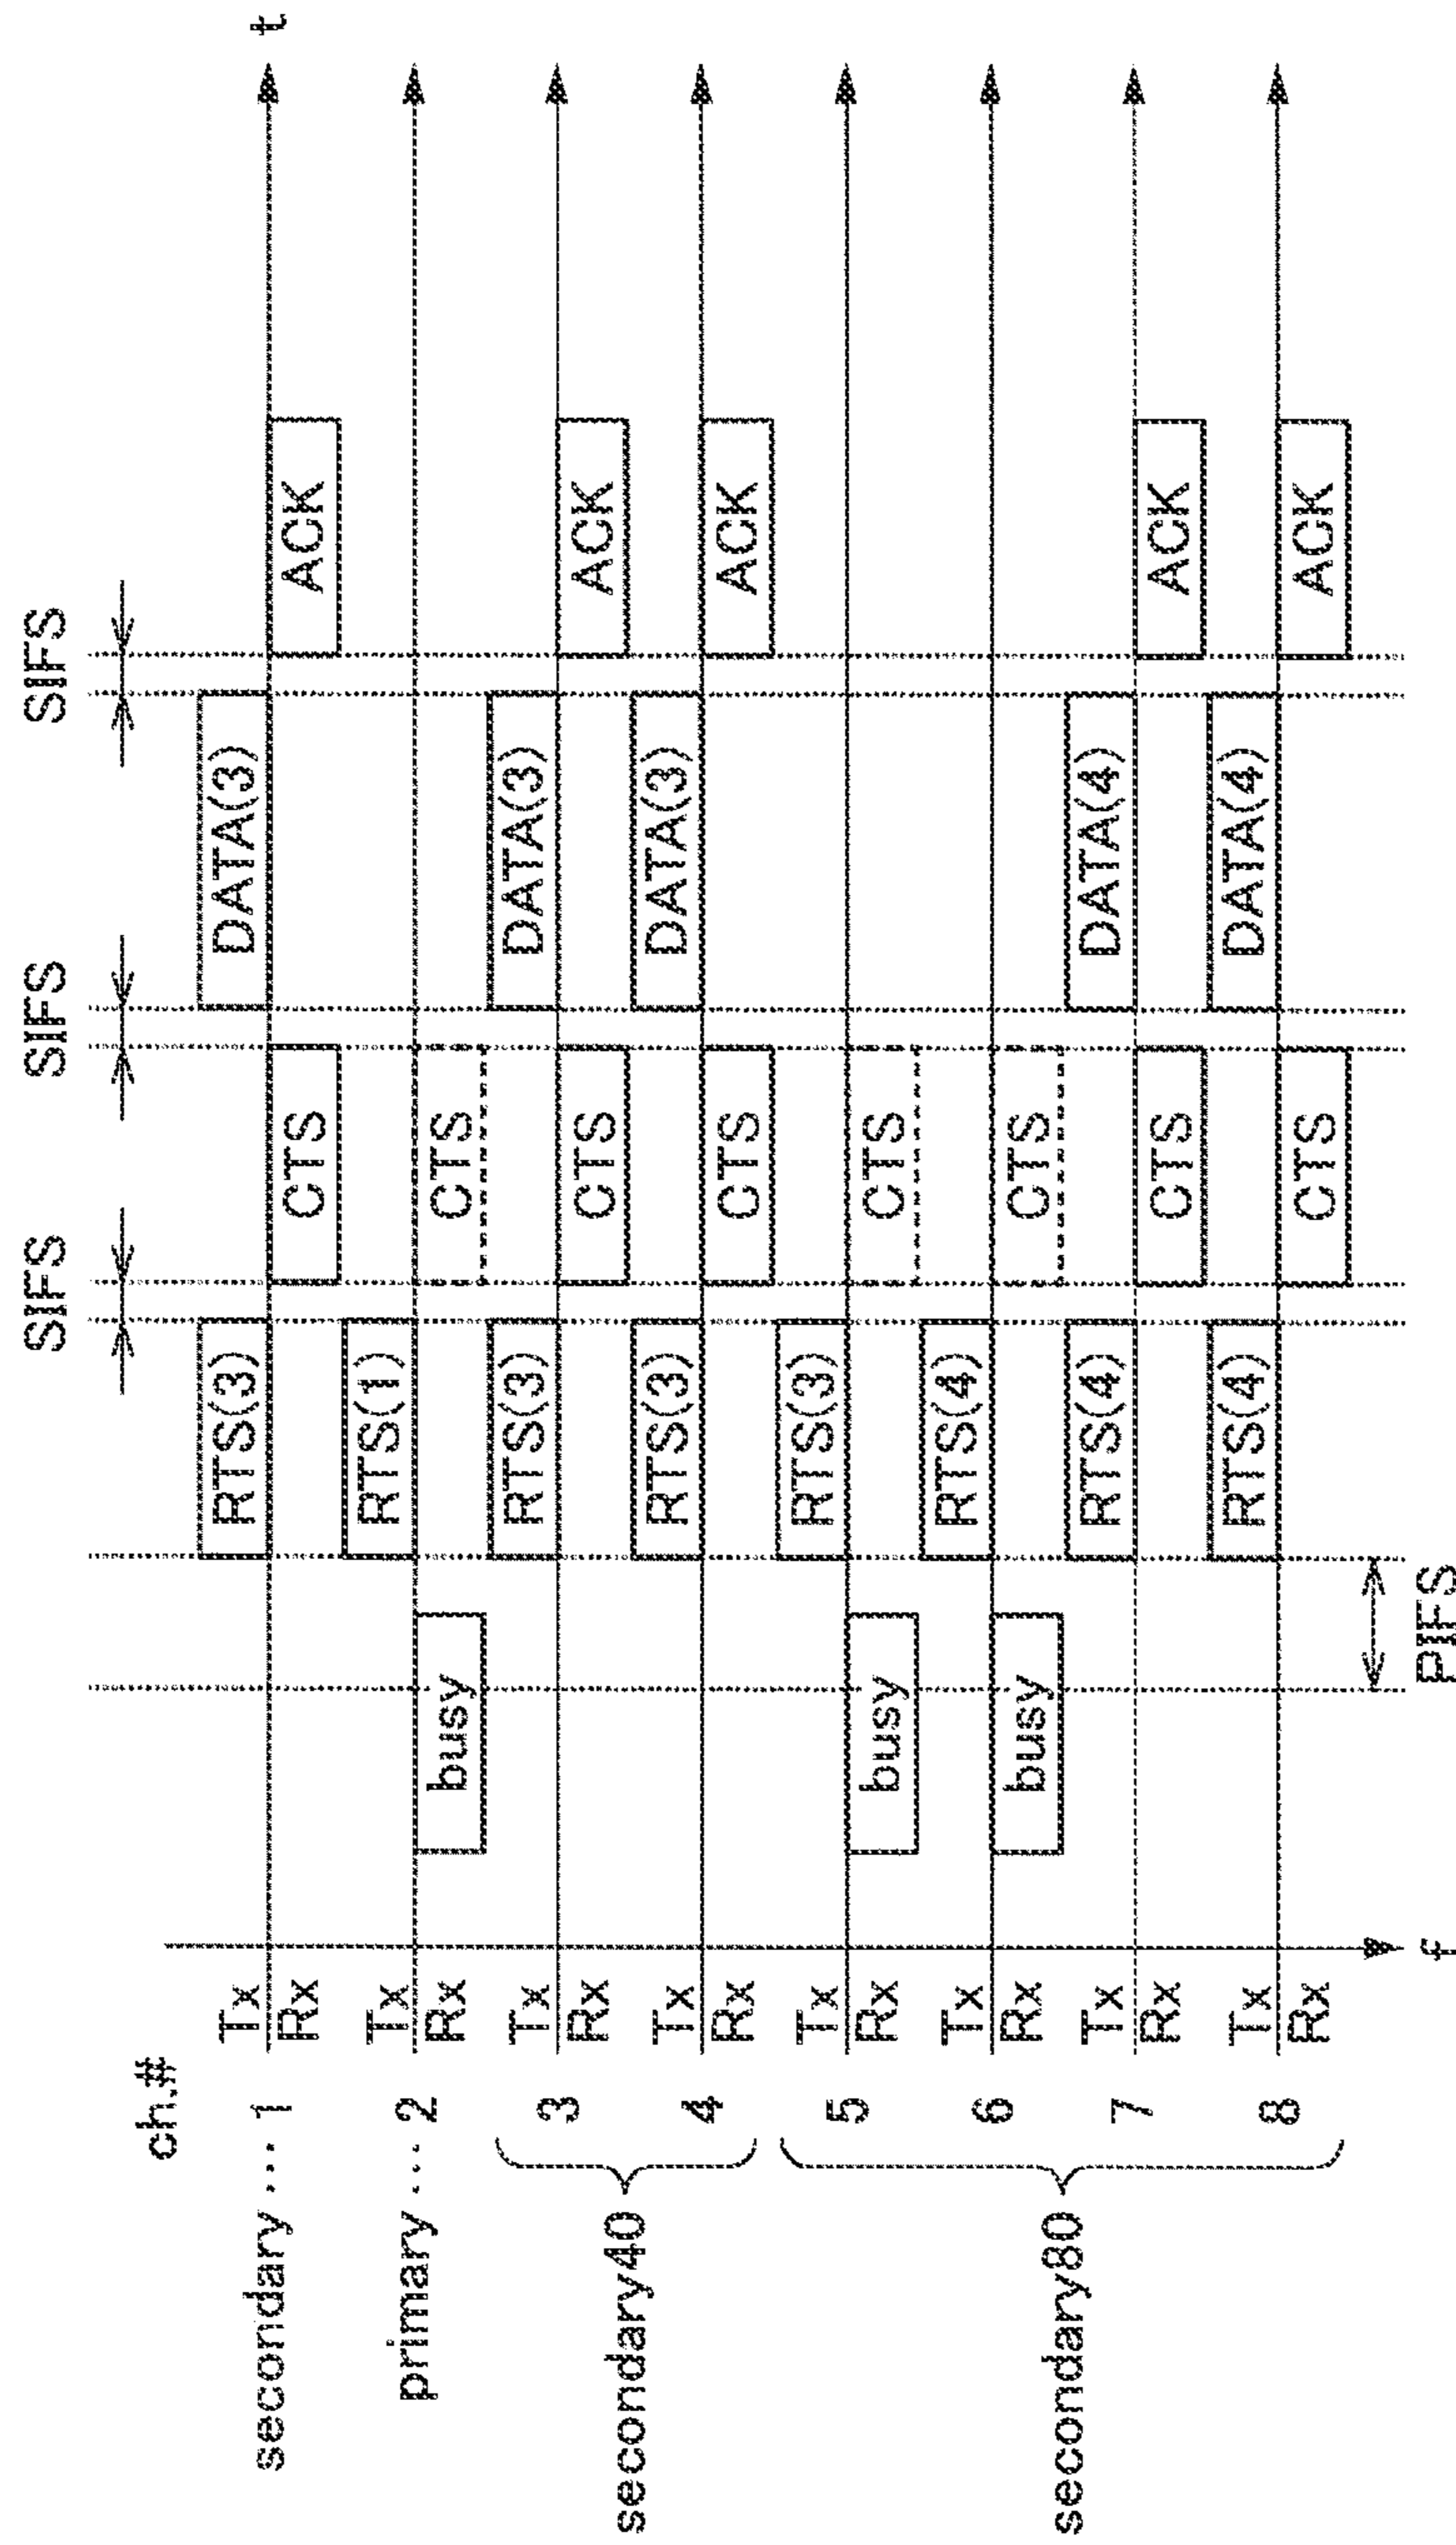 SIFS SIFS SIFS
ch.# t
secondary ... 1 Tx RTS(3) DATA(3)
Rx CTS ACK
primary ... 2 Tx RTS(1)
Rx busy CTS
secondary40
3 Tx RTS(3) DATA(3)
Rx CTS ACK
4 Tx RTS(3) DATA(3)
Rx CTS ACK
secondary80
5 Tx RTS(3)
Rx busy CTS
6 Tx RTS(4)
Rx busy CTS
7 Tx RTS(4) DATA(4)
Rx CTS ACK
8 Tx RTS(4) DATA(4)
Rx CTS ACK
f PIFS